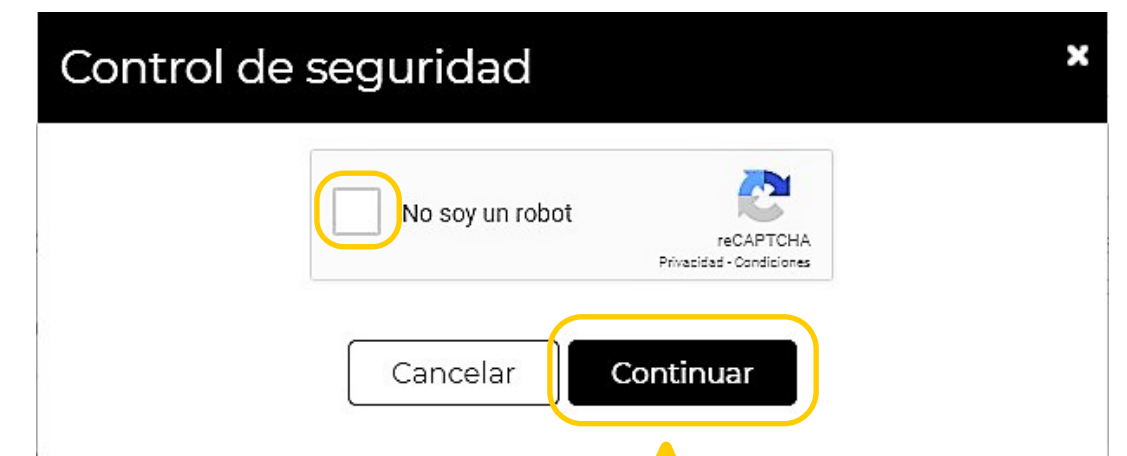 Control de seguridad
No soy un robot
reCAPTCHA
Privacidad - Condiciones
Cancelar
Continuar